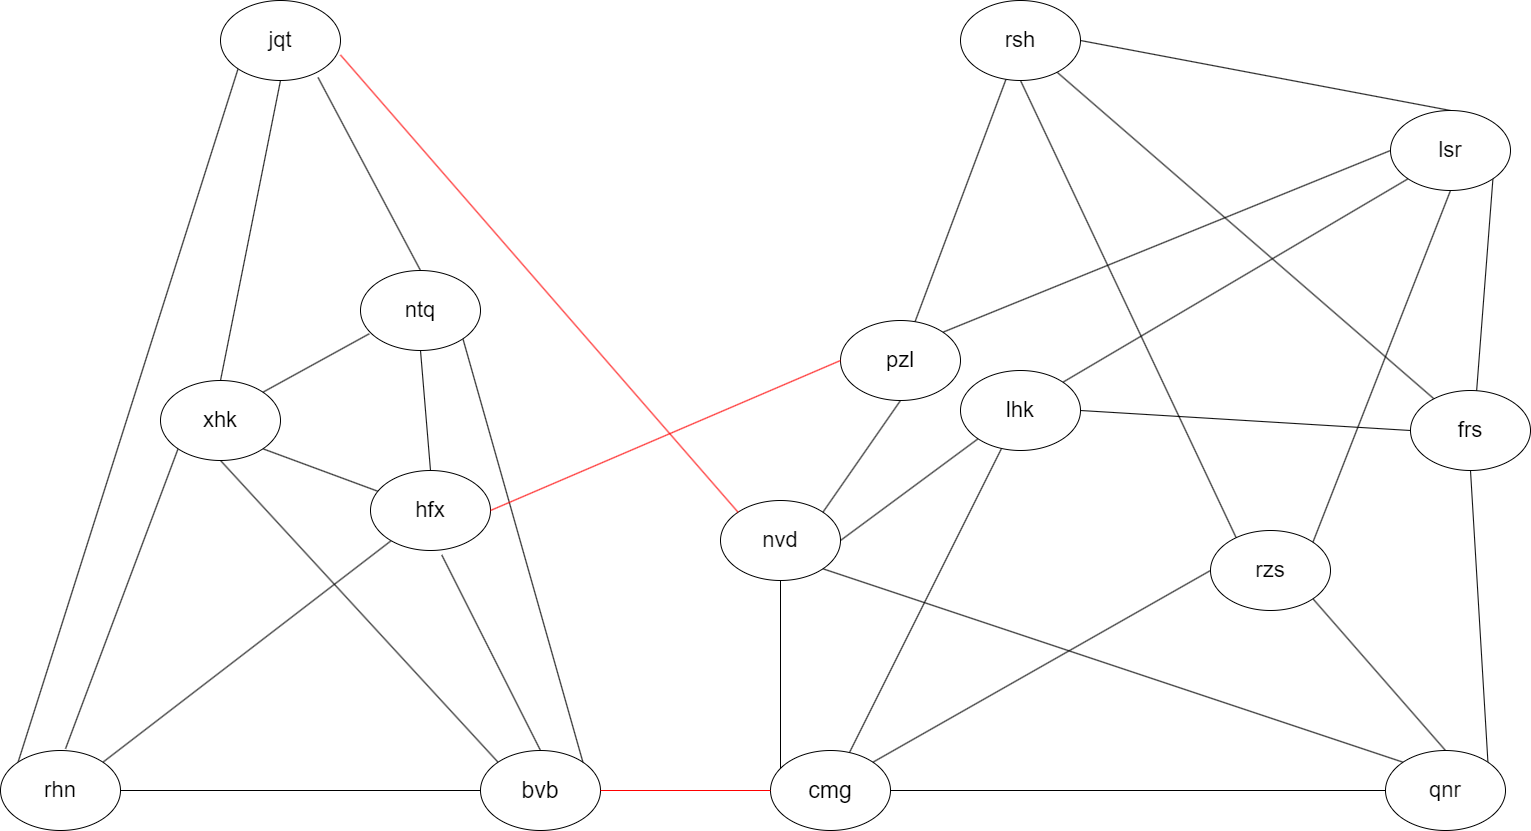 jqt
rsh
lsr
ntq
pzl
lhk
xhk
frs
hfx
nvd
rzs
rhn
bvb
cmg
qnr